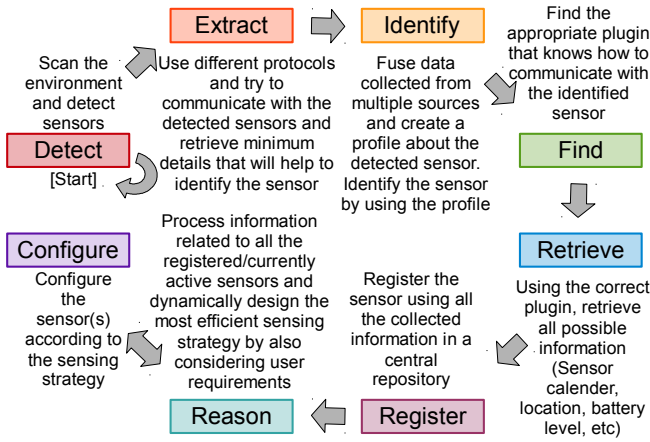 Scan the
environment
and detect
sensors
Detect
[Start]
Extract
Use different protocols
and try to
communicate with the
detected sensors and
retrieve minimum
details that will help to
identify the sensor
Identify
Fuse data
collected from
multiple sources
and create a
profile about the
detected sensor.
Identify the sensor
by using the profile
Find the
appropriate plugin
that knows how to
communicate with
the identified
sensor
Find
Retrieve
Using the correct
plugin, retrieve
all possible
information
(Sensor
calender,
location, battery
level, etc)
Register the
sensor using all
the collected
information in a
central
repository
Register
Process information
related to all the
registered/currently
active sensors and
dynamically design the
most efficient sensing
strategy by also
considering user
requirements
Reason
Configure
Configure
the
sensor(s)
according to
the sensing
strategy